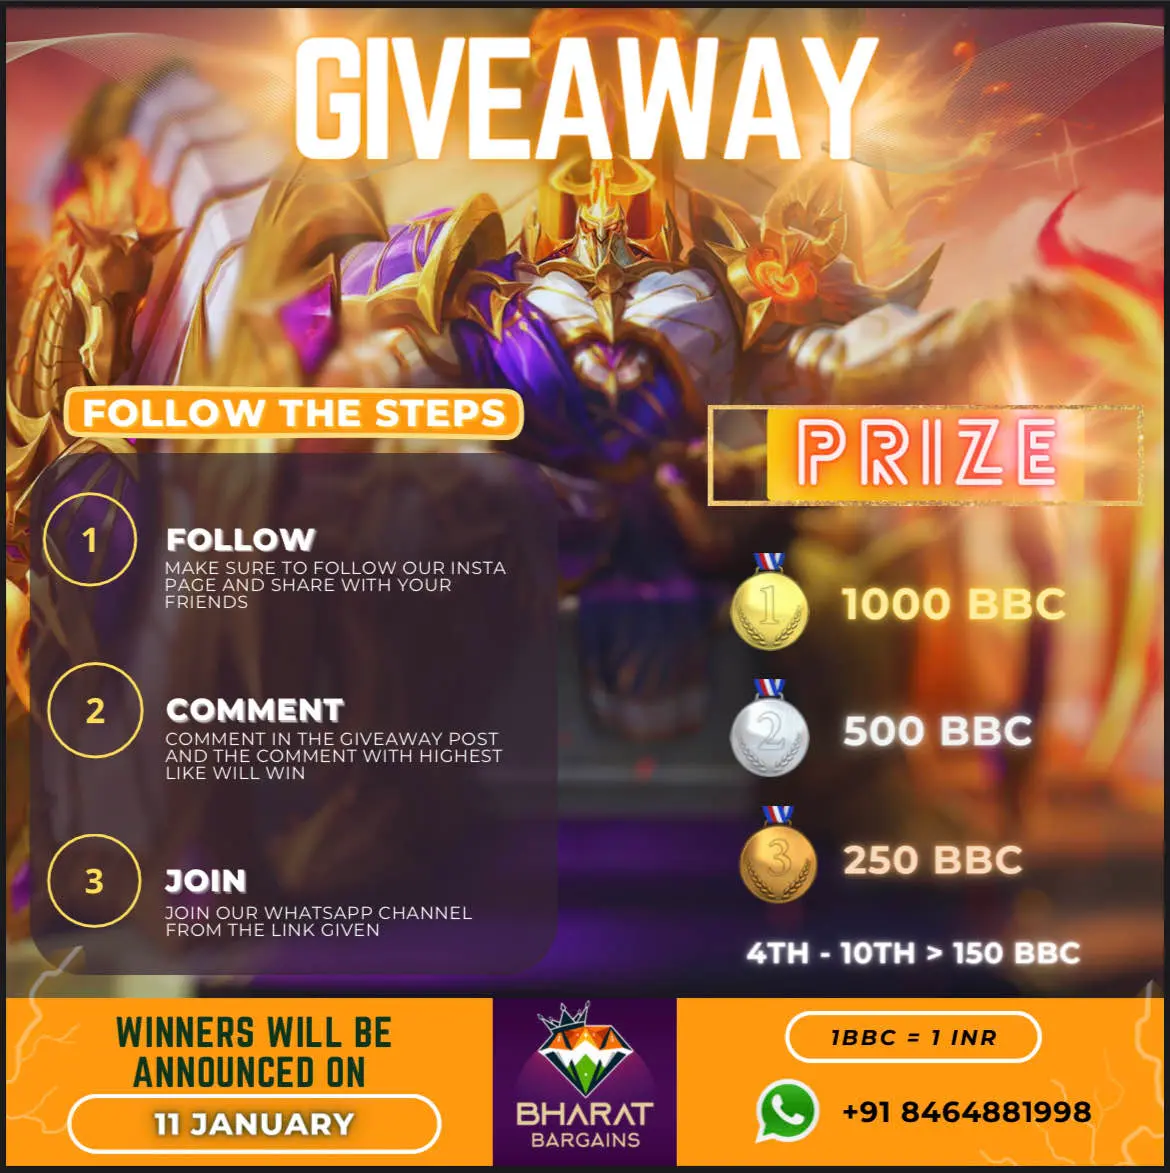 GIVEAWAY
FOLLOW THE STEPS
1
FOLLOW
MAKE SURE TO FOLLOW OUR INSTA
PAGE AND SHARE WITH YOUR
FRIENDS
2
COMMENT
COMMENT IN THE GIVEAWAY POST
AND THE COMMENT WITH HIGHEST
LIKE WILL WIN
3
JOIN
JOIN OUR WHATSAPP CHANNEL
FROM THE LINK GIVEN
PRIZE
1
1000 BBC
2
500 BBC
3
250 BBC
4TH - 10TH > 150 BBC
WINNERS WILL BE
ANNOUNCED ON
11 JANUARY
BHARAT
BARGAINS
1BBC = 1 INR
+91 8464881998